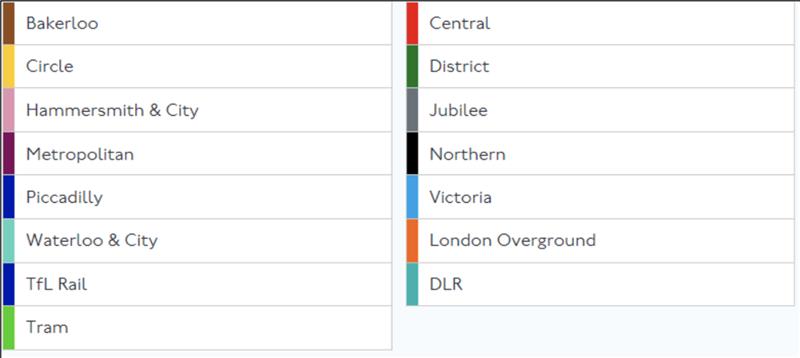 Bakerloo
Central
Circle
District
Hammersmith & City
Jubilee
Metropolitan
Northern
Piccadilly
Victoria
Waterloo & City
London Overground
TfL Rail
DLR
Tram